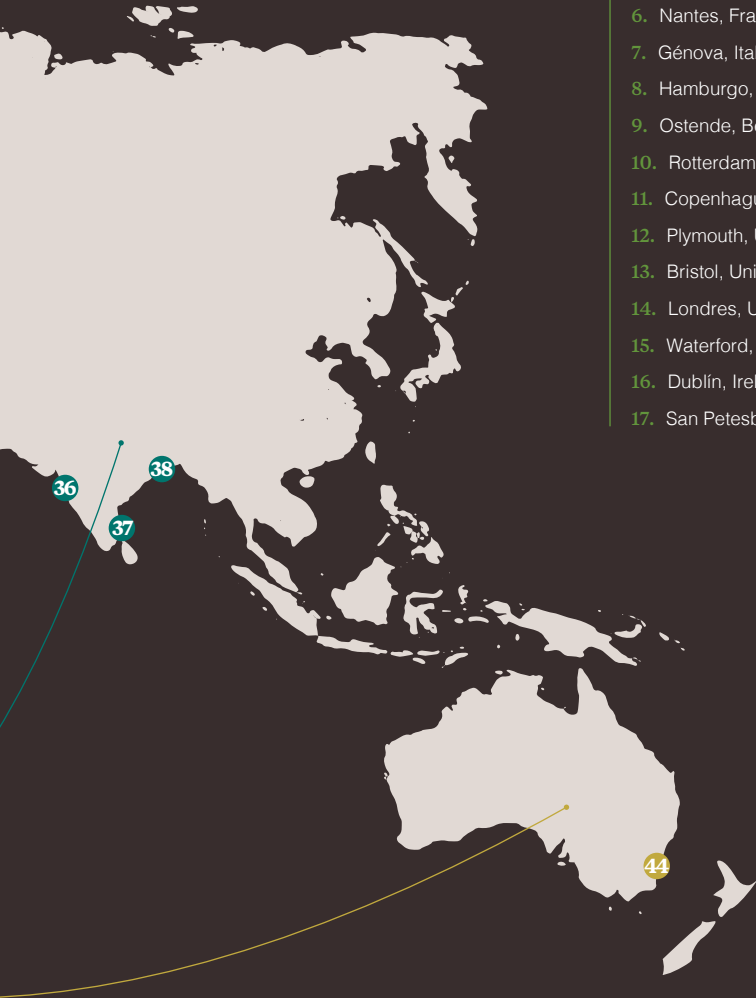 6. Nantes, Fra
7. Génova, Ital
8. Hamburgo,
9. Ostende, B
10. Rotterdam
11. Copenhagu
12. Plymouth,
13. Bristol, Uni
14. Londres, U
15. Waterford,
16. Dublín, Irel
17. San Petesb
36
38
37
44